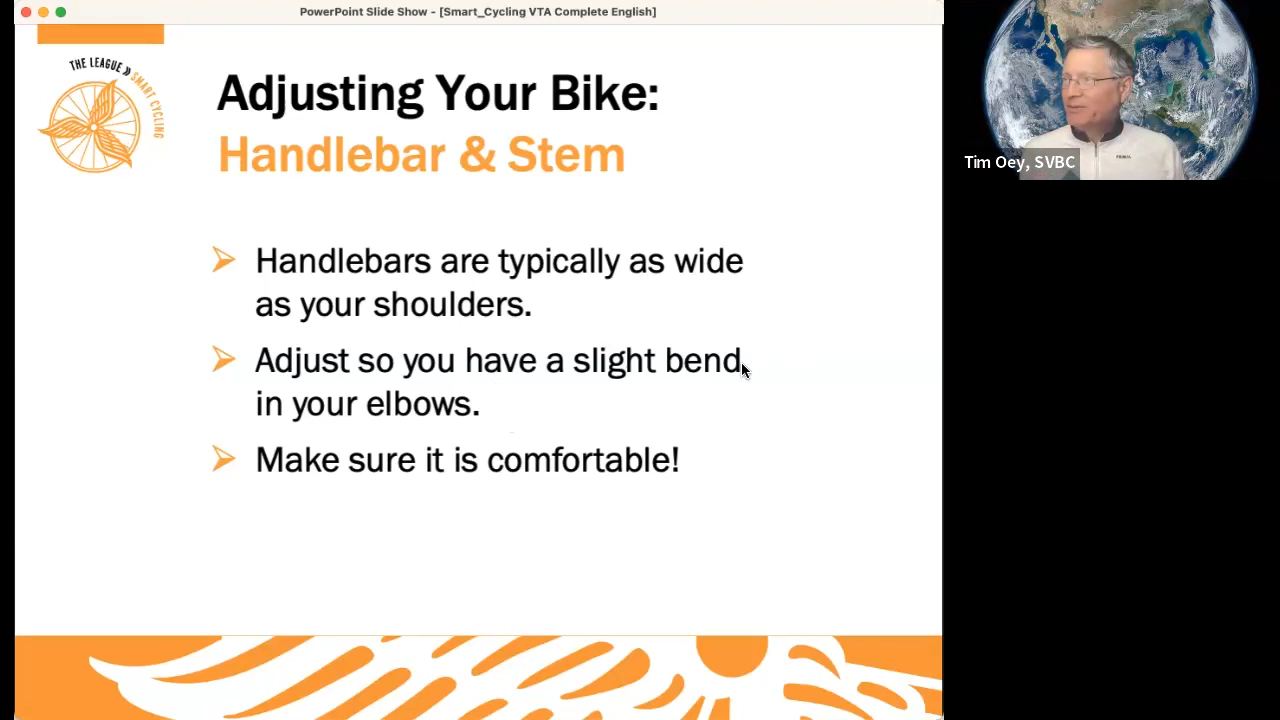 PowerPoint Slide Show - [Smart_Cycling VTA Complete English]
THE LEAGUE
SMART CYCLING
Adjusting Your Bike:
Handlebar & Stem
Handlebars are typically as wide
as your shoulders.
Adjust so you have a slight bend
in your elbows.
Make sure it is comfortable!
PRIMAL
Tim Oey, SVBC